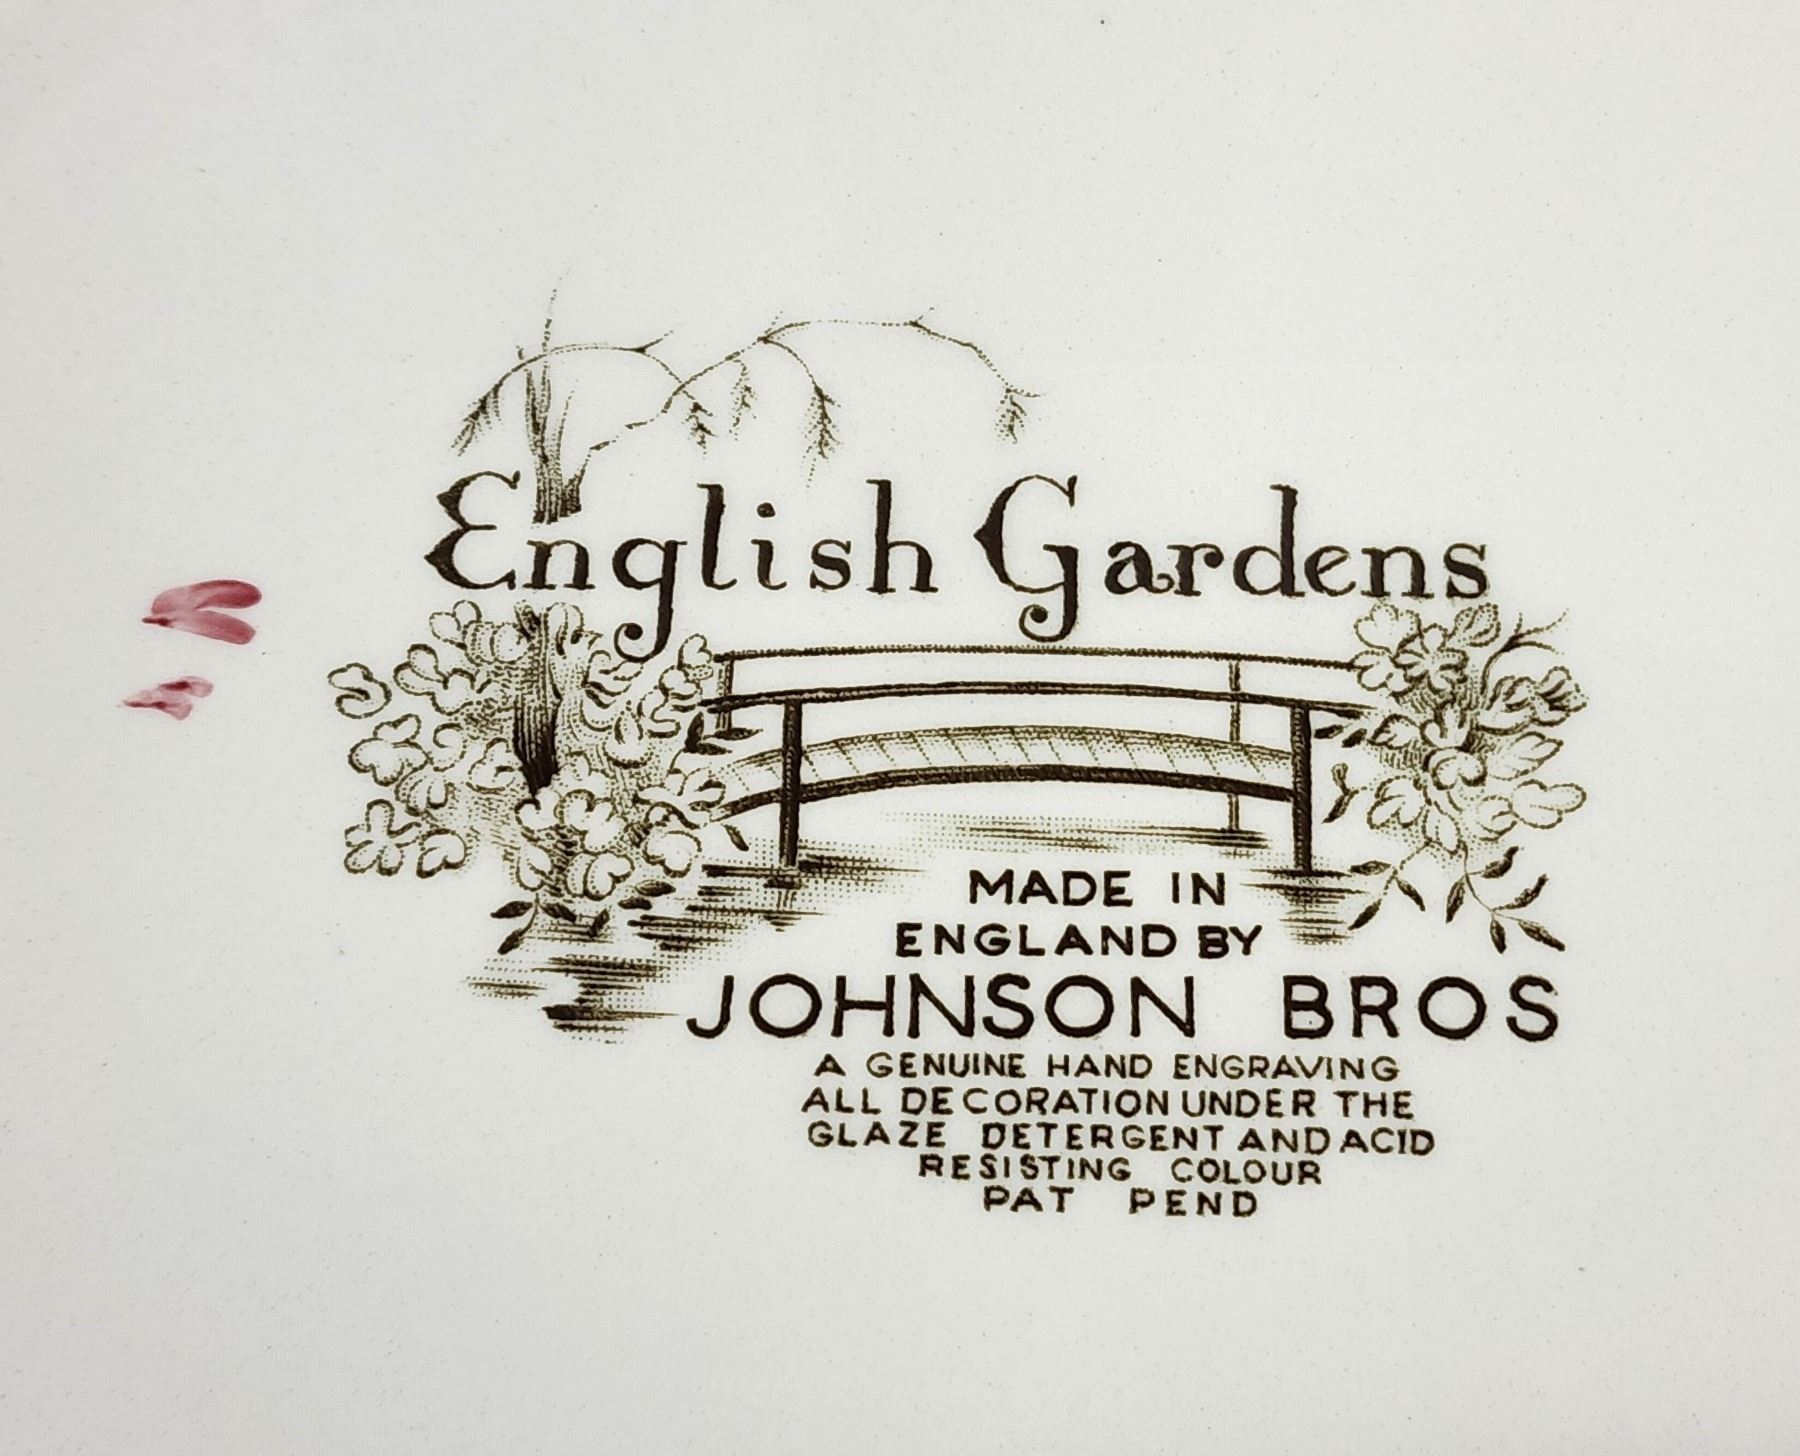 English Gardens
MADE IN
ENGLAND BY
JOHNSON BROS
A GENUINE HAND ENGRAVING
ALL DECORATION UNDER THE
GLAZE DETERGENT AND ACID
RESISTING COLOUR
PAT PEND